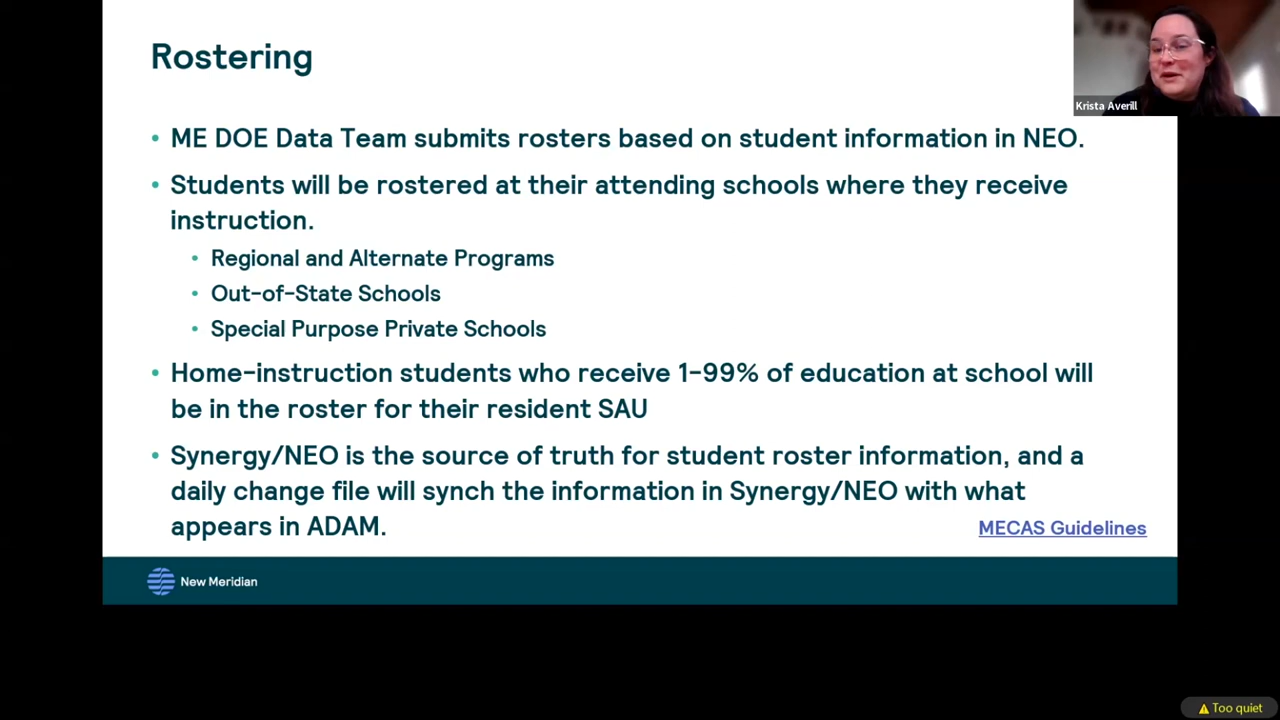 Rostering
Krista Averill
• ME DOE Data Team submits rosters based on student information in NEO.
• Students will be rostered at their attending schools where they receive
instruction.
• Regional and Alternate Programs
• Out-of-State Schools
• Special Purpose Private Schools
• Home-instruction students who receive 1-99% of education at school will
be in the roster for their resident SAU
• Synergy/NEO is the source of truth for student roster information, and a
daily change file will synch the information in Synergy/NEO with what
appears in ADAM.
MECAS Guidelines
New Meridian
Too quiet